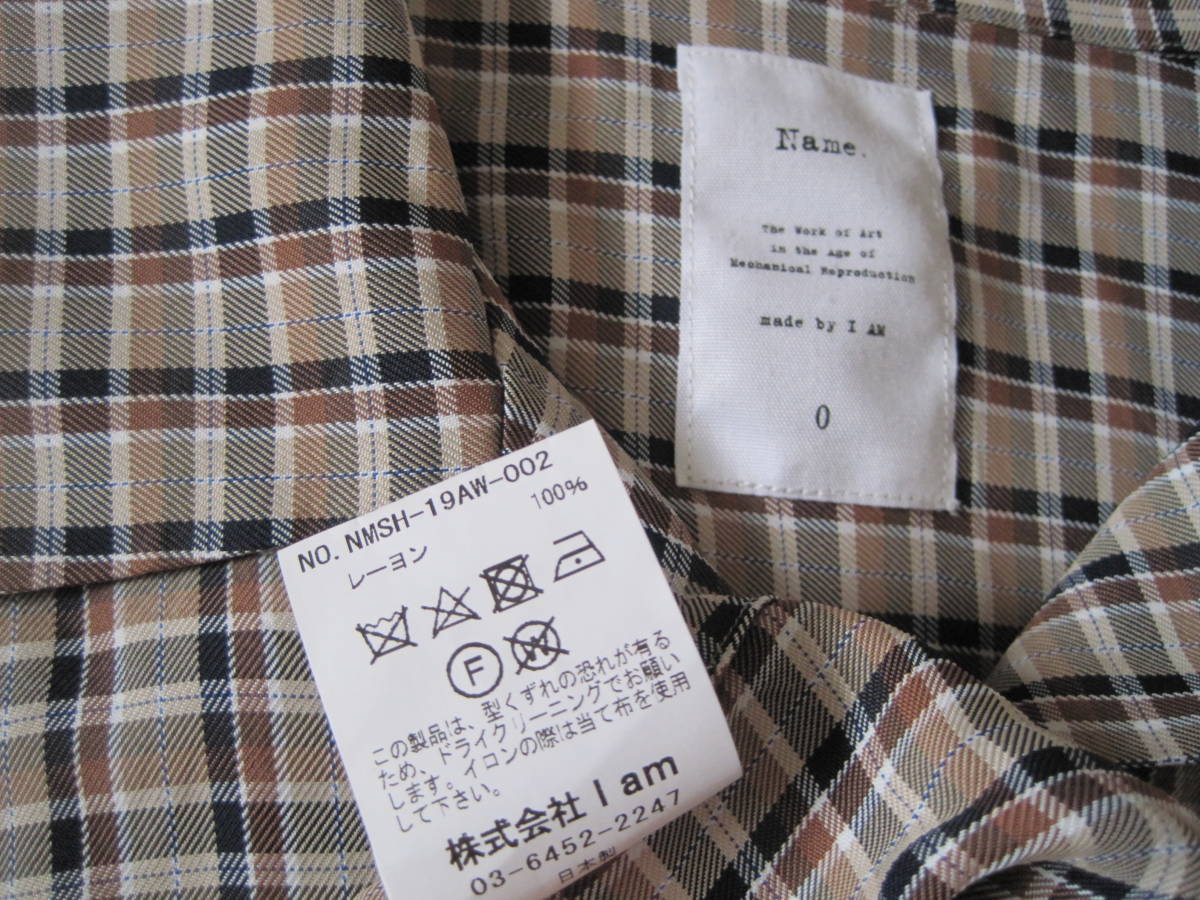 Name.
The Work of Art
in the Age of
Mechanical Reproduction
made by I AM
0
NO.NMSH-19AW-002
レーヨン 100%
F
W
この製品は、型くずれの恐れが有る
ため、ドライクリーニングでお願い
します。イコンの際は当て布を使用
して下さい。
株式会社 I am
03-6452-2247
日本製